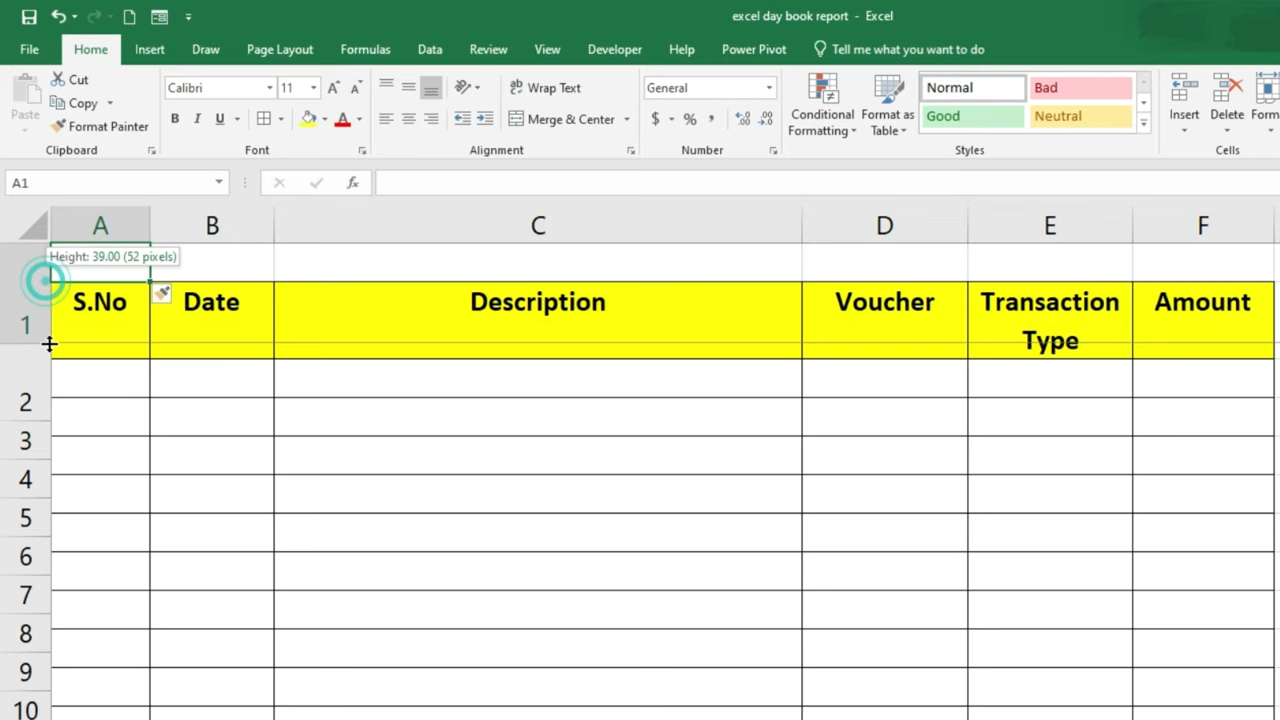 excel day book report - Excel
File Home Insert Draw Page Layout Formulas Data Review View Developer Help Power Pivot Tell me what you want to do
Paste
Cut
Copy
Format Painter
Clipboard
Calibri 11 A A
B I U A
Font
ab Wrap Text
Merge & Center
Alignment
General
$ % ,
Number
Conditional Formatting
Format as Table
Normal Bad
Good Neutral
Styles
Insert Delete Form
Cells
A1 fx
A B C D E F
Height: 39.00 (52 pixels)
S.No Date Description Voucher Transaction Type Amount
1
2
3
4
5
6
7
8
9
10